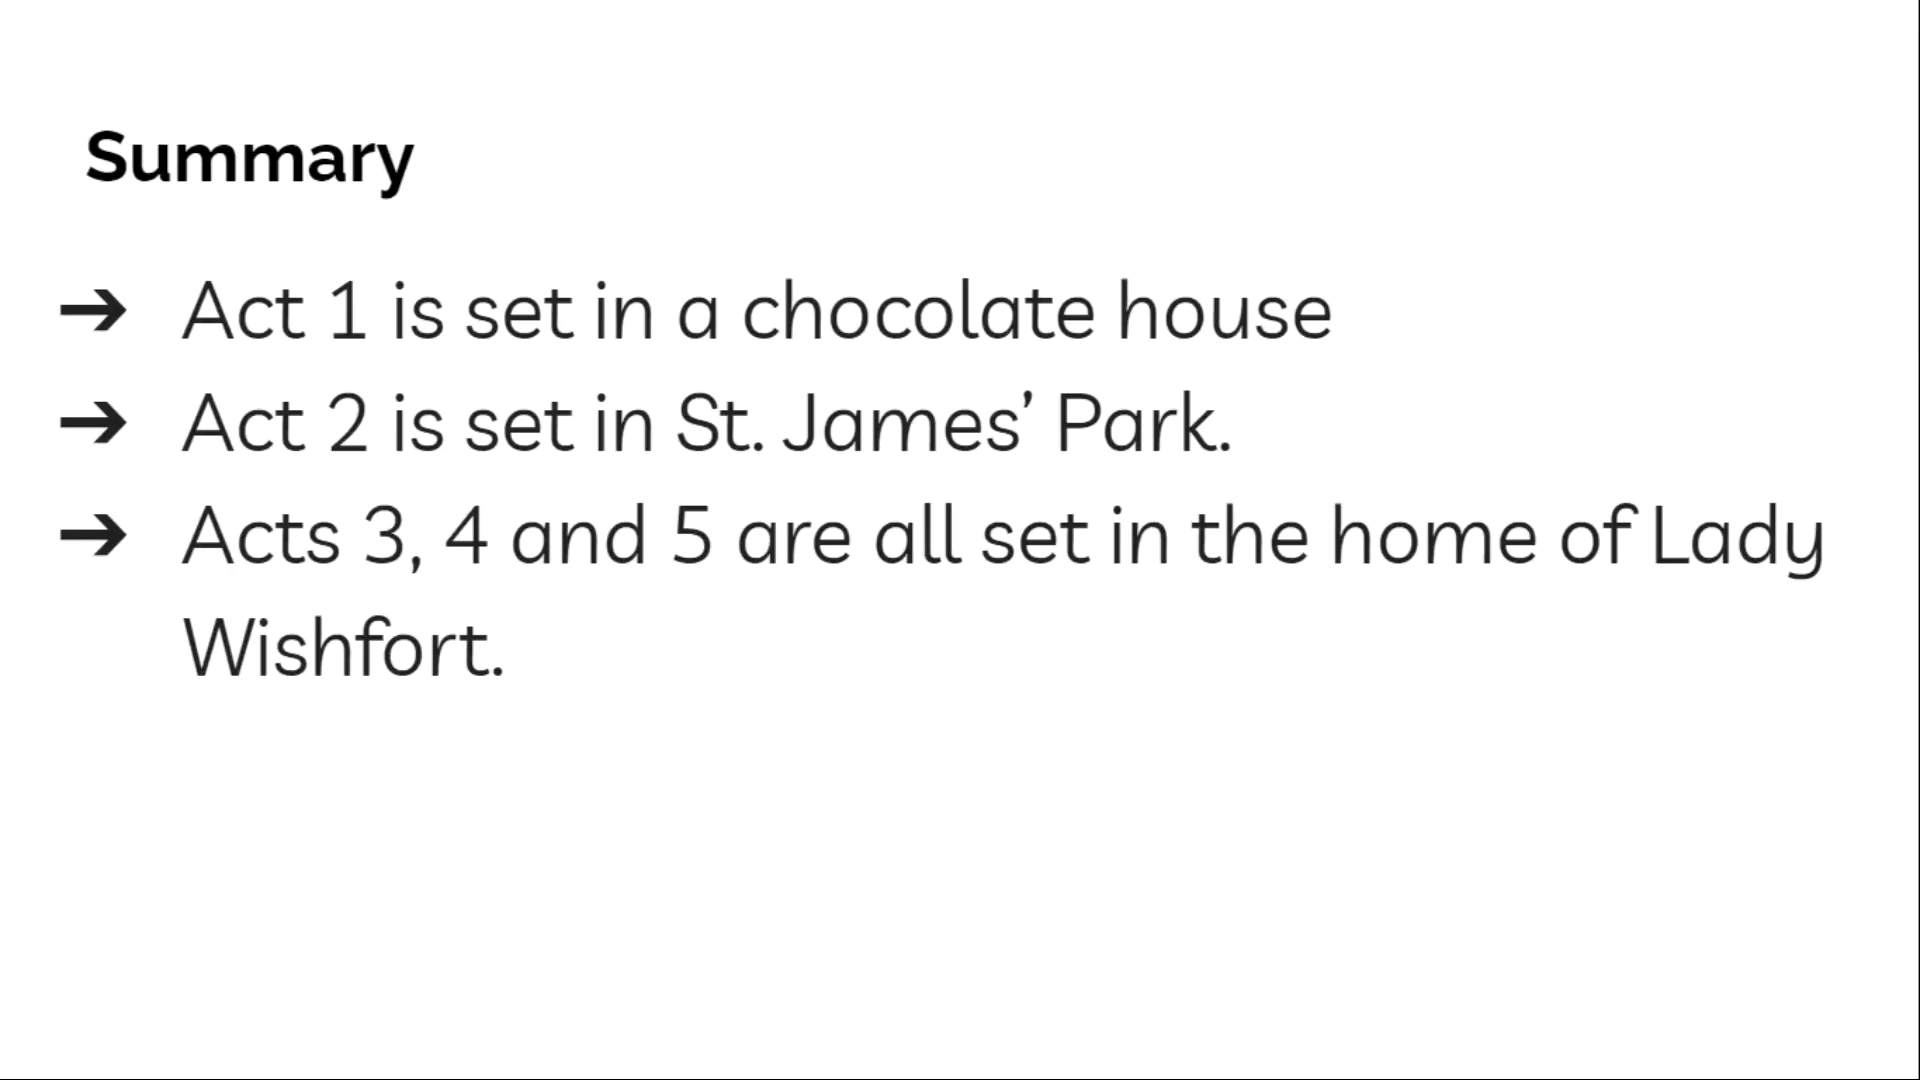 Summary
➔ Act 1 is set in a chocolate house
➔ Act 2 is set in St. James’ Park.
➔ Acts 3, 4 and 5 are all set in the home of Lady
Wishfort.